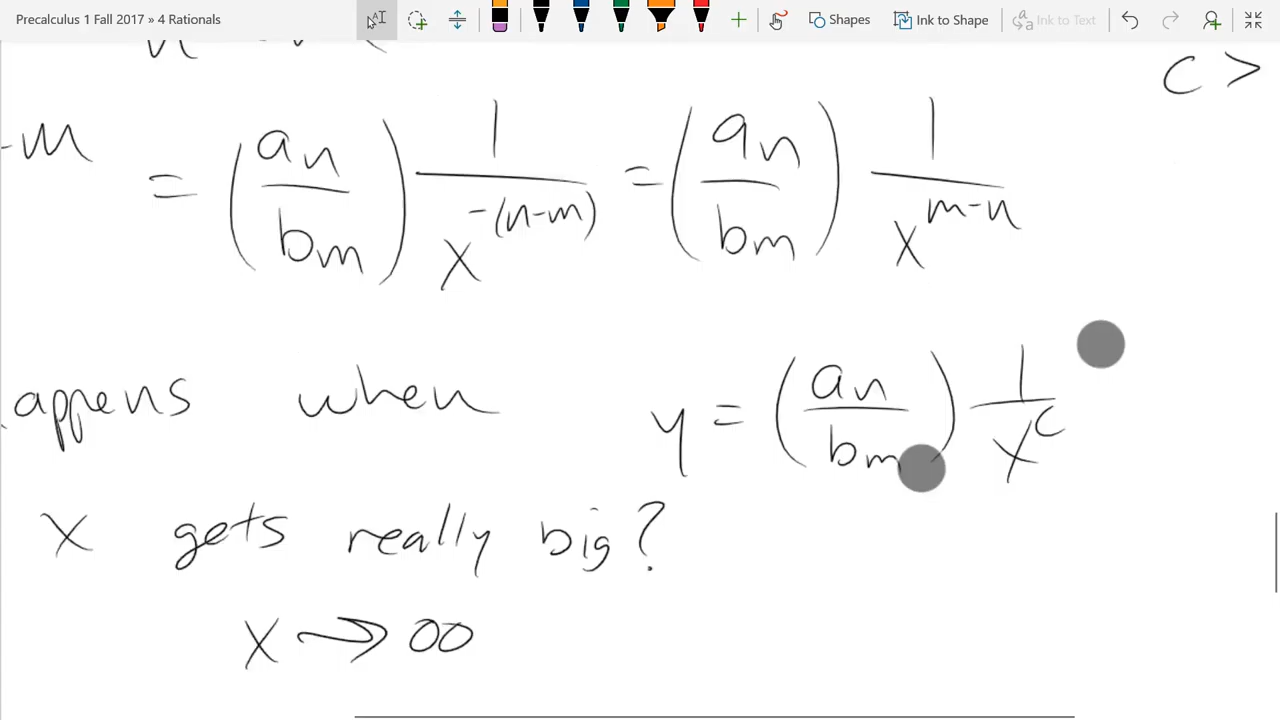 Precalculus 1 Fall 2017 » 4 Rationals Shapes Ink to Shape Ink to Text
c >
-m = (an/bm) 1/x^-(n-m) = (an/bm) 1/x^m-n
appens when y = (an/bm) 1/x^c
x gets really big?
x → ∞